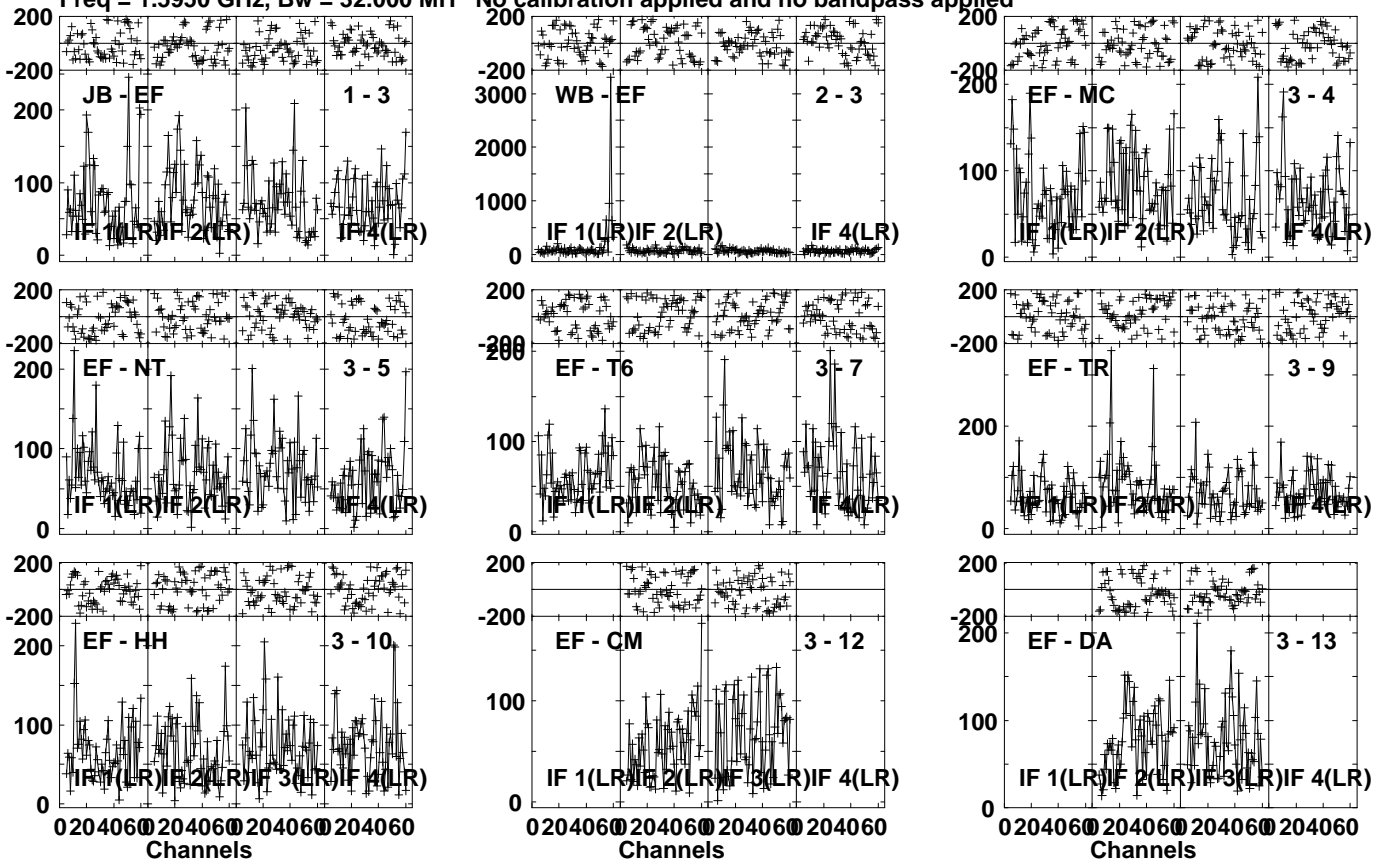 Freq = 1.5950 GHz, Bw = 32.000 MH No calibration applied and no bandpass applied
200
-200
JB - EF 1 - 3
200
100
0
IF 1(LR) IF 2(LR) IF 4(LR)
200
-200
WB - EF 2 - 3
3000
2000
1000
0
IF 1(LR) IF 2(LR) IF 4(LR)
200
-200
EF - MC 3 - 4
200
100
0
IF 1(LR) IF 2(LR) IF 4(LR)
200
-200
EF - NT 3 - 5
200
100
0
IF 1(LR) IF 2(LR) IF 4(LR)
200
-200
200
EF - T6 3 - 7
100
0
IF 1(LR) IF 2(LR) IF 4(LR)
200
-200
EF - TR 3 - 9
200
0
IF 1(LR) IF 2(LR) IF 4(LR)
200
-200
EF - HH 3 - 10
200
100
0
IF 1(LR) IF 2(LR) IF 3(LR) IF 4(LR)
0 20 40 60 0 20 40 60 0 20 40 60 0 20 40 60
Channels
200
-200
EF - CM 3 - 12
100
0
IF 1(LR) IF 2(LR) IF 3(LR) IF 4(LR)
0 20 40 60 0 20 40 60 0 20 40 60 0 20 40 60
Channels
200
-200
EF - DA 3 - 13
200
100
0
IF 1(LR) IF 2(LR) IF 3(LR) IF 4(LR)
0 20 40 60 0 20 40 60 0 20 40 60 0 20 40 60
Channels